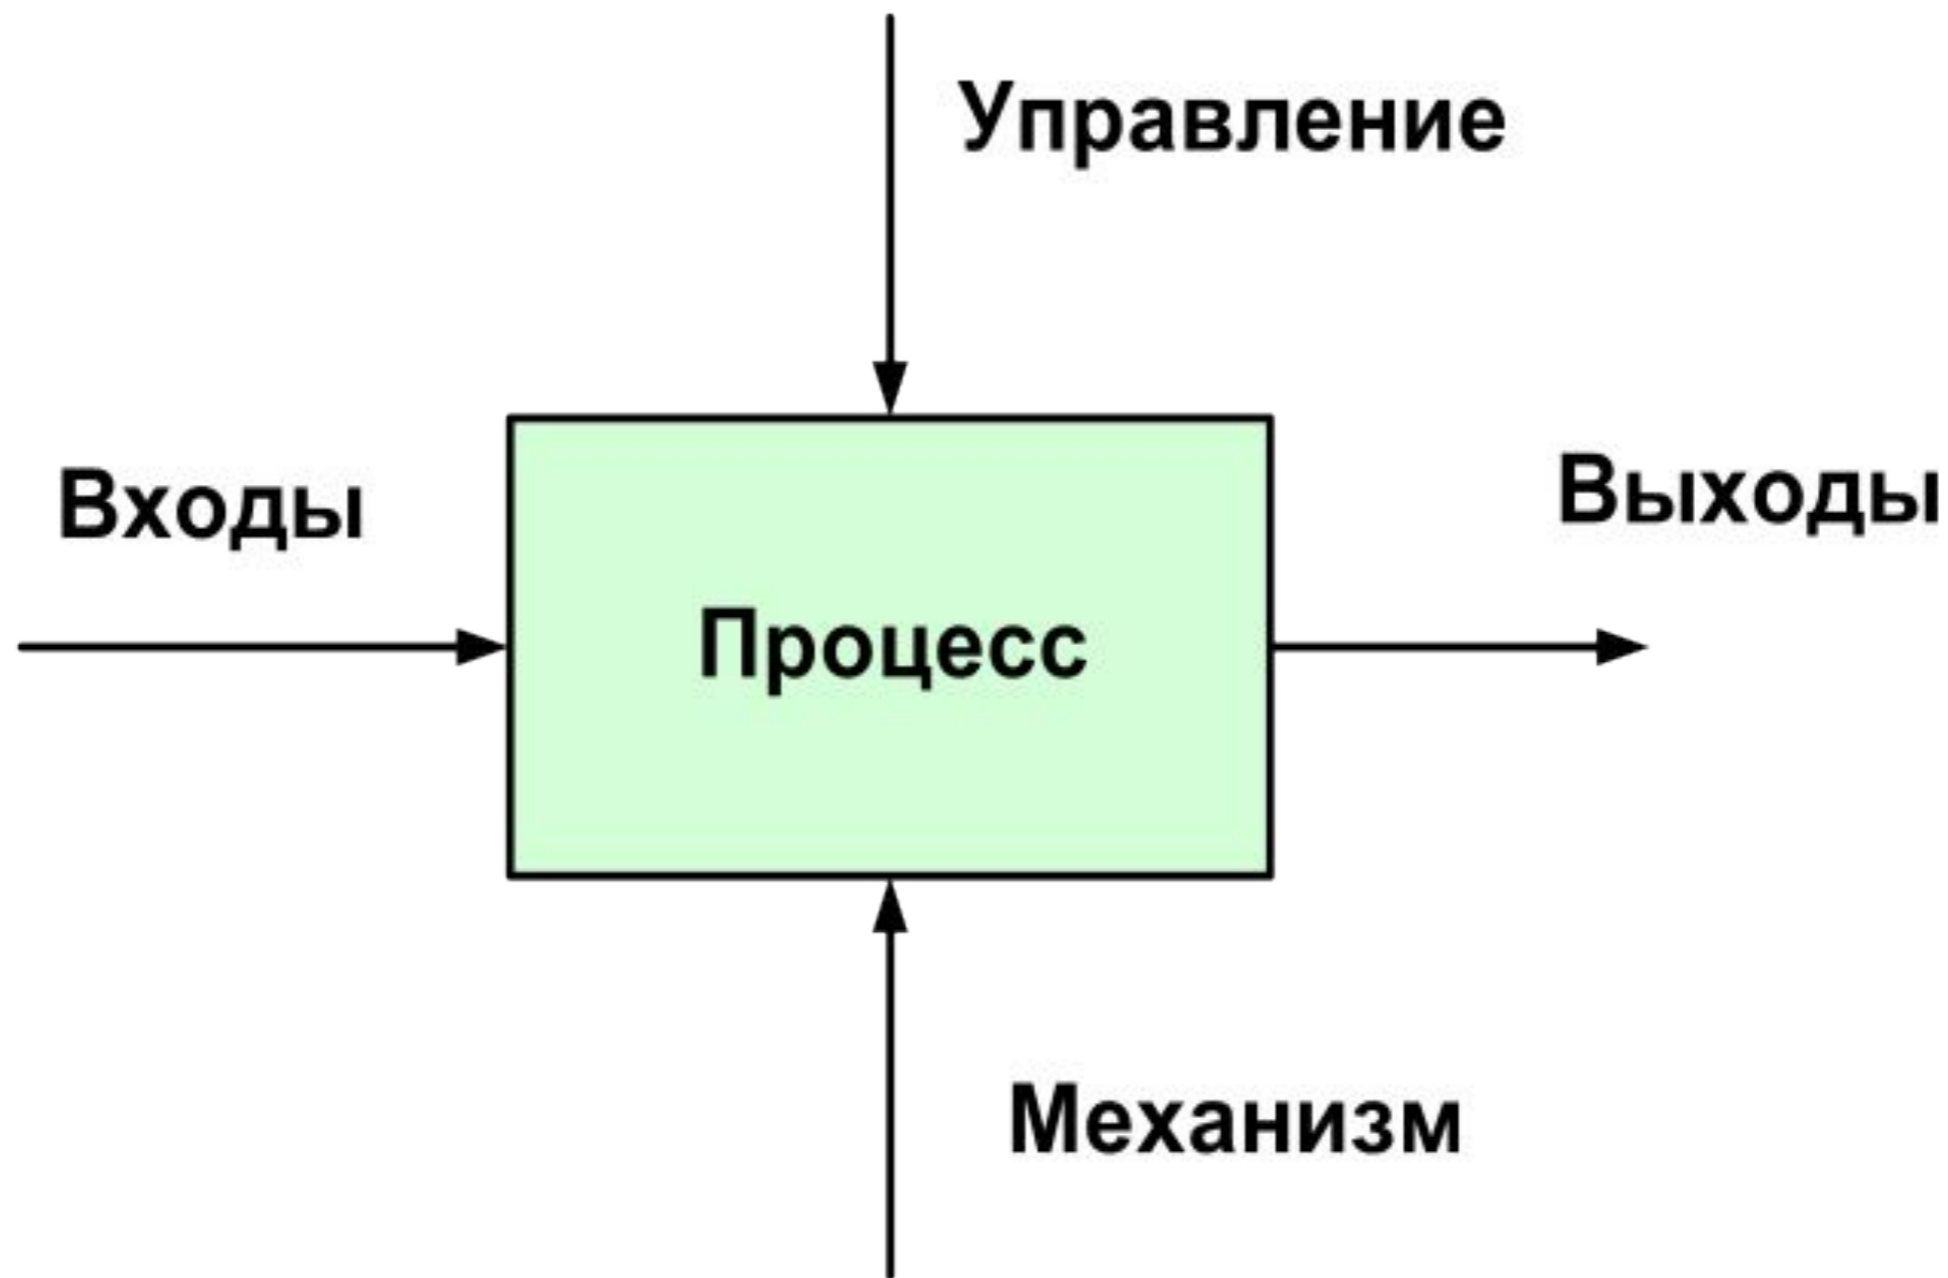 Управление
Входы
Выходы
Процесс
Механизм